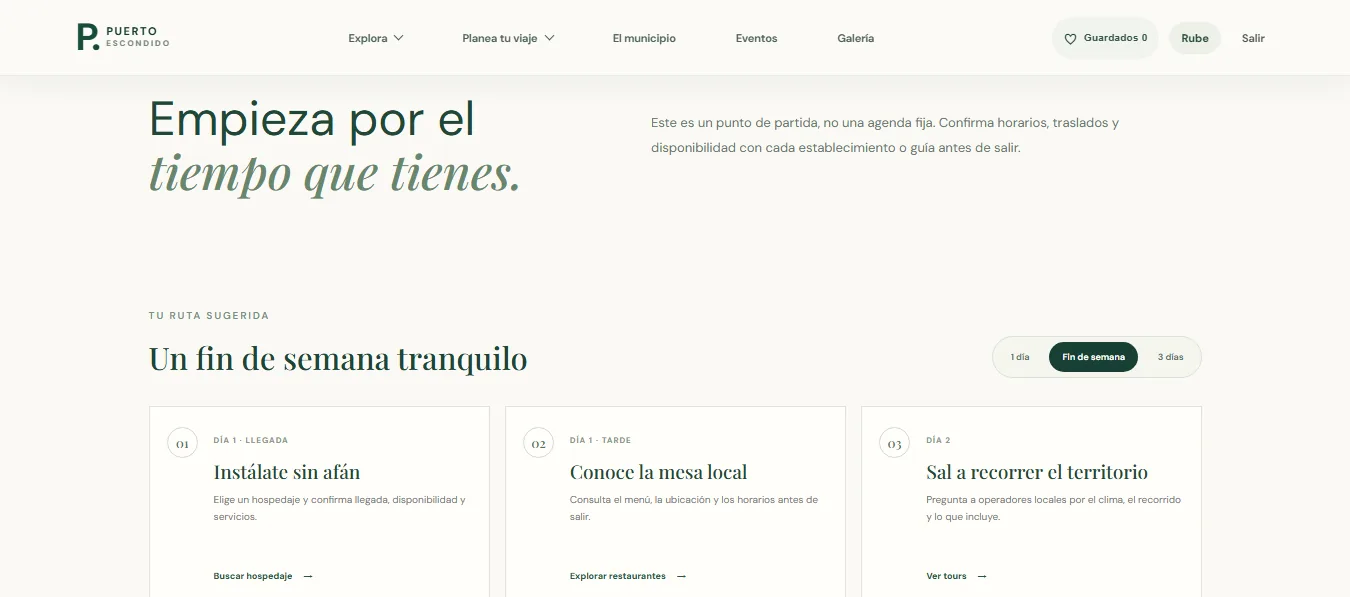 P. PUERTO
ESCONDIDO
Explora
Planea tu viaje
El municipio
Eventos
Galería
Guardados 0
Rube
Salir
Empieza por el
tiempo que tienes.
Este es un punto de partida, no una agenda fija. Confirma horarios, traslados y
disponibilidad con cada establecimiento o guía antes de salir.
TU RUTA SUGERIDA
Un fin de semana tranquilo
1 día
Fin de semana
3 días
01
DÍA 1 · LLEGADA
Instálate sin afán
Elige un hospedaje y confirma llegada, disponibilidad y
servicios.
Buscar hospedaje →
02
DÍA 1 · TARDE
Conoce la mesa local
Consulta el menú, la ubicación y los horarios antes de
salir.
Explorar restaurantes →
03
DÍA 2
Sal a recorrer el territorio
Pregunta a operadores locales por el clima, el recorrido
y lo que incluye.
Ver tours →